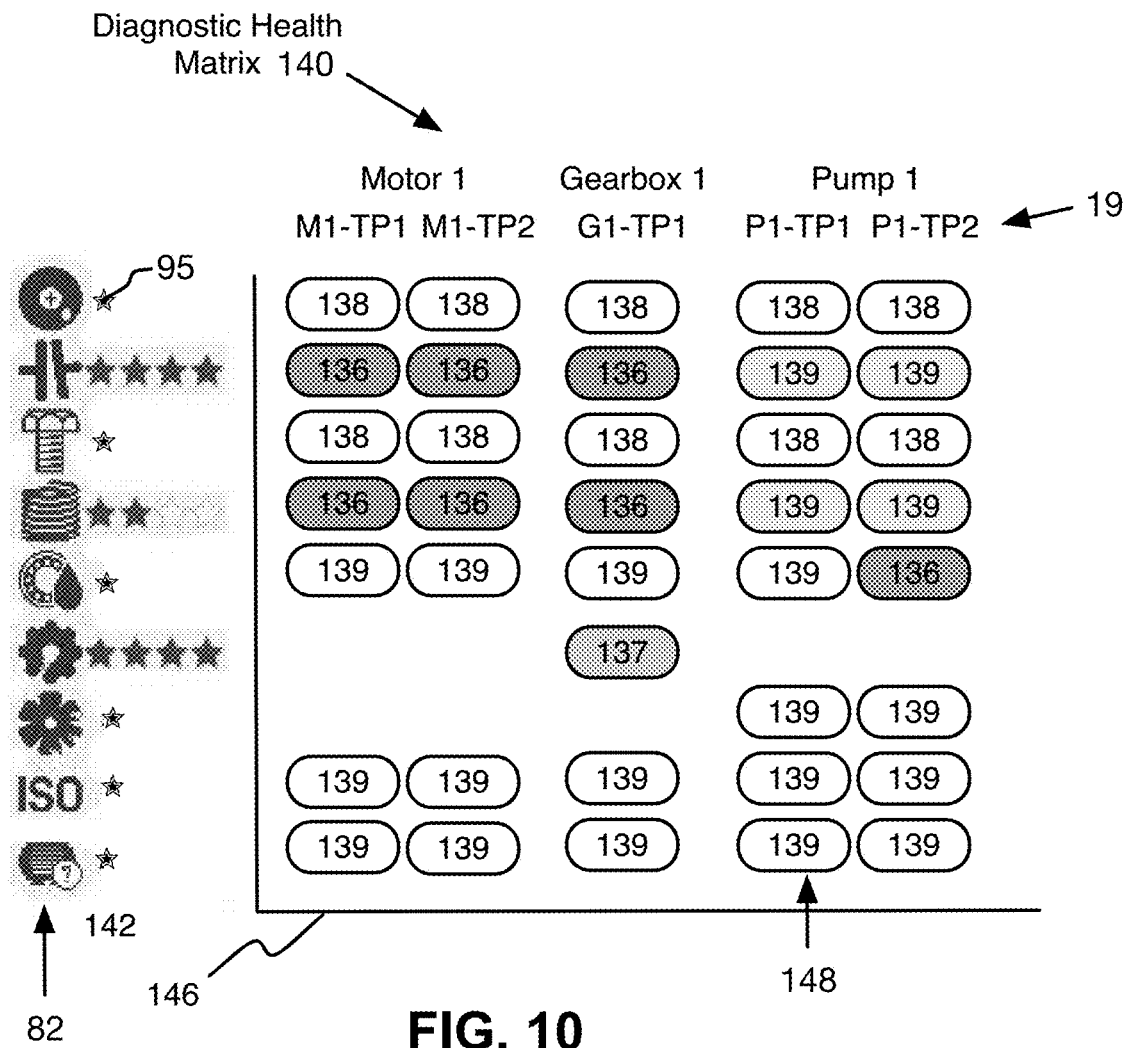 Diagnostic Health
Matrix 140
Motor 1 Gearbox 1 Pump 1
M1-TP1 M1-TP2 G1-TP1 P1-TP1 P1-TP2 19
95
138 138 138 138 138
136 136 136 139 139
138 138 138 138 138
136 136 136 139 139
139 139 139 139 136
137
139 139
ISO 139 139 139 139 139
? 139 139 139 139 139
142
146 148
82 FIG. 10